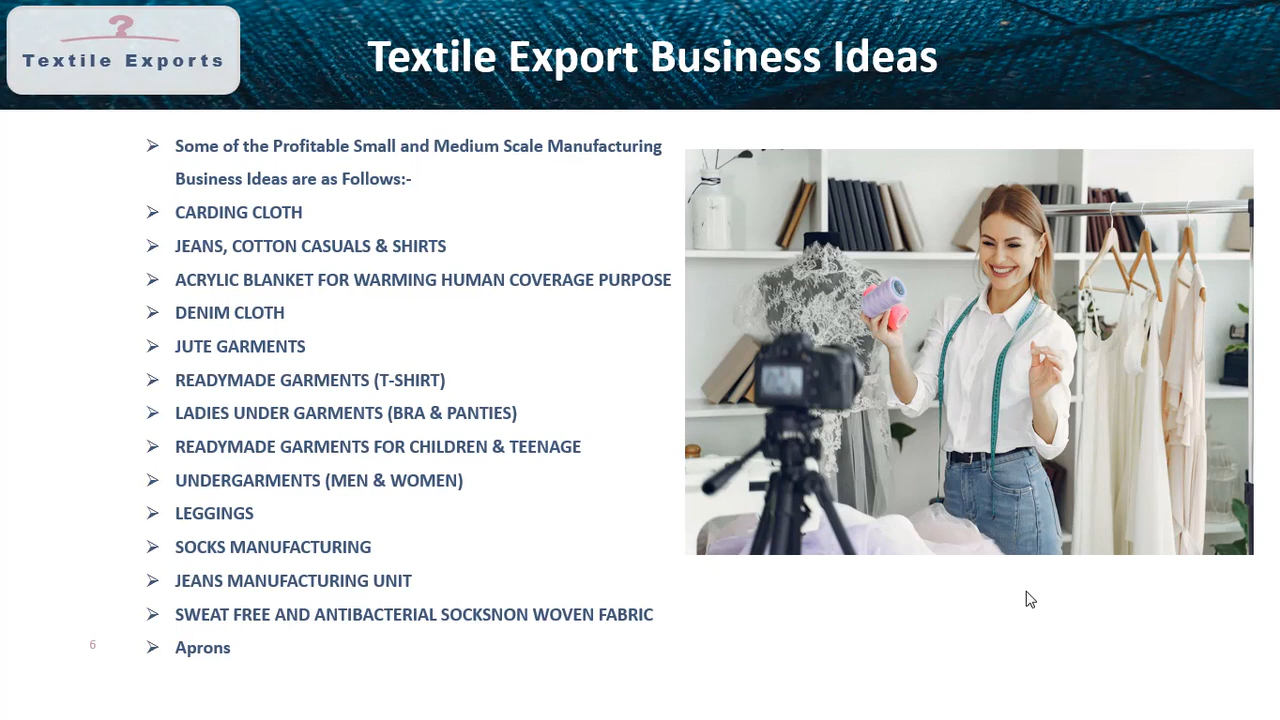 Textile Exports
Textile Export Business Ideas
➢ Some of the Profitable Small and Medium Scale Manufacturing
Business Ideas are as Follows:-
➢ CARDING CLOTH
➢ JEANS, COTTON CASUALS & SHIRTS
➢ ACRYLIC BLANKET FOR WARMING HUMAN COVERAGE PURPOSE
➢ DENIM CLOTH
➢ JUTE GARMENTS
➢ READYMADE GARMENTS (T-SHIRT)
➢ LADIES UNDER GARMENTS (BRA & PANTIES)
➢ READYMADE GARMENTS FOR CHILDREN & TEENAGE
➢ UNDERGARMENTS (MEN & WOMEN)
➢ LEGGINGS
➢ SOCKS MANUFACTURING
➢ JEANS MANUFACTURING UNIT
➢ SWEAT FREE AND ANTIBACTERIAL SOCKSNON WOVEN FABRIC
➢ Aprons
6